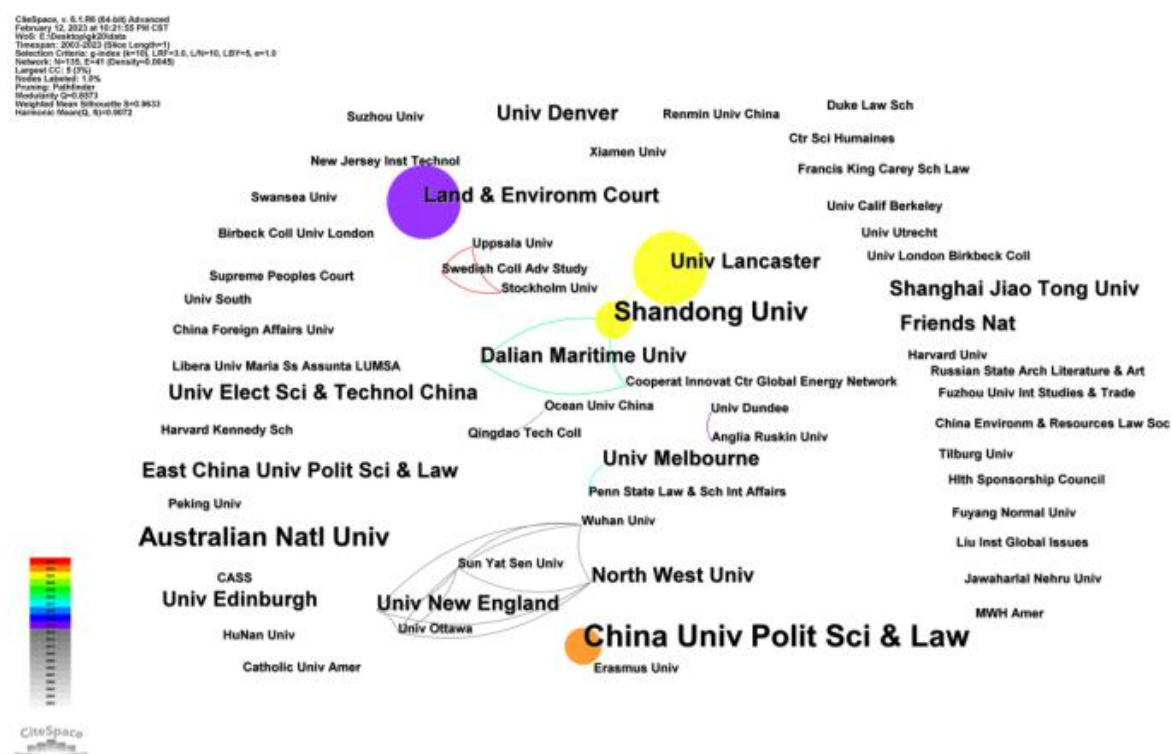 CiteSpace, v. 6.1.R6 (64-bit) Advanced
February 12, 2023 at 10:21:55 PM CST
WoS: E:\Desktop\gk20\data
Timespan: 2003-2023 (Slice Length=1)
Selection Criteria: g-index (k=10), LRF=3.0, L/N=10, LBY=5, e=1.0
Network: N=135, E=41 (Density=0.0045)
Largest CC: 5 (3%)
Nodes Labeled: 1.0%
Pruning: Pathfinder
Modularity Q=0.8573
Weighted Mean Silhouette S=0.9633
Harmonic Mean(Q, S)=0.9072
Duke Law Sch
Suzhou Univ
Univ Denver
Renmin Univ China
Ctr Sci Humaines
Xiamen Univ
New Jersey Inst Technol
Francis King Carey Sch Law
Swansea Univ
Land & Environm Court
Univ Calif Berkeley
Birbeck Coll Univ London
Univ Utrecht
Uppsala Univ
Univ London Birkbeck Coll
Univ Lancaster
Swedish Coll Adv Study
Supreme Peoples Court
Stockholm Univ
Shanghai Jiao Tong Univ
Univ South
Shandong Univ
Friends Nat
China Foreign Affairs Univ
Dalian Maritime Univ
Harvard Univ
Libera Univ Maria Ss Assunta LUMSA
Russian State Arch Literature & Art
Cooperat Innovat Ctr Global Energy Network
Univ Elect Sci & Technol China
Fuzhou Univ Int Studies & Trade
Ocean Univ China
Univ Dundee
China Environm & Resources Law Soc
Harvard Kennedy Sch
Qingdao Tech Coll
Anglia Ruskin Univ
Tilburg Univ
Univ Melbourne
East China Univ Polit Sci & Law
Hlth Sponsorship Council
Penn State Law & Sch Int Affairs
Peking Univ
Fuyang Normal Univ
Wuhan Univ
Australian Natl Univ
Liu Inst Global Issues
Sun Yat Sen Univ
North West Univ
CASS
Jawaharlal Nehru Univ
Univ Edinburgh
Univ New England
MWH Amer
Univ Ottawa
HuNan Univ
China Univ Polit Sci & Law
Catholic Univ Amer
Erasmus Univ
CiteSpace